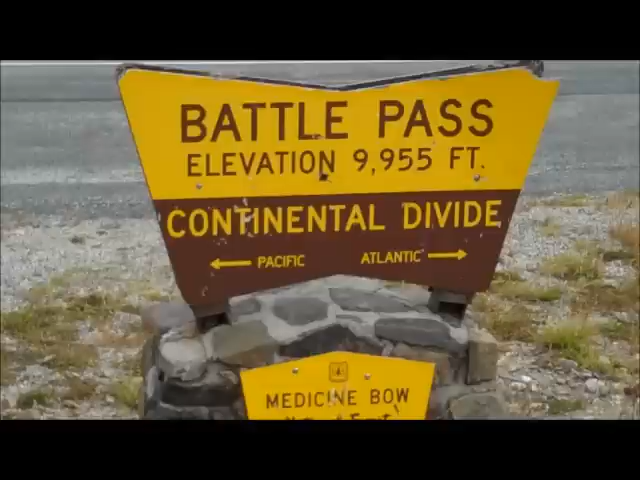 BATTLE PASS
ELEVATION 9,955 FT.
CONTINENTAL DIVIDE
← PACIFIC ATLANTIC →
MEDICINE BOW